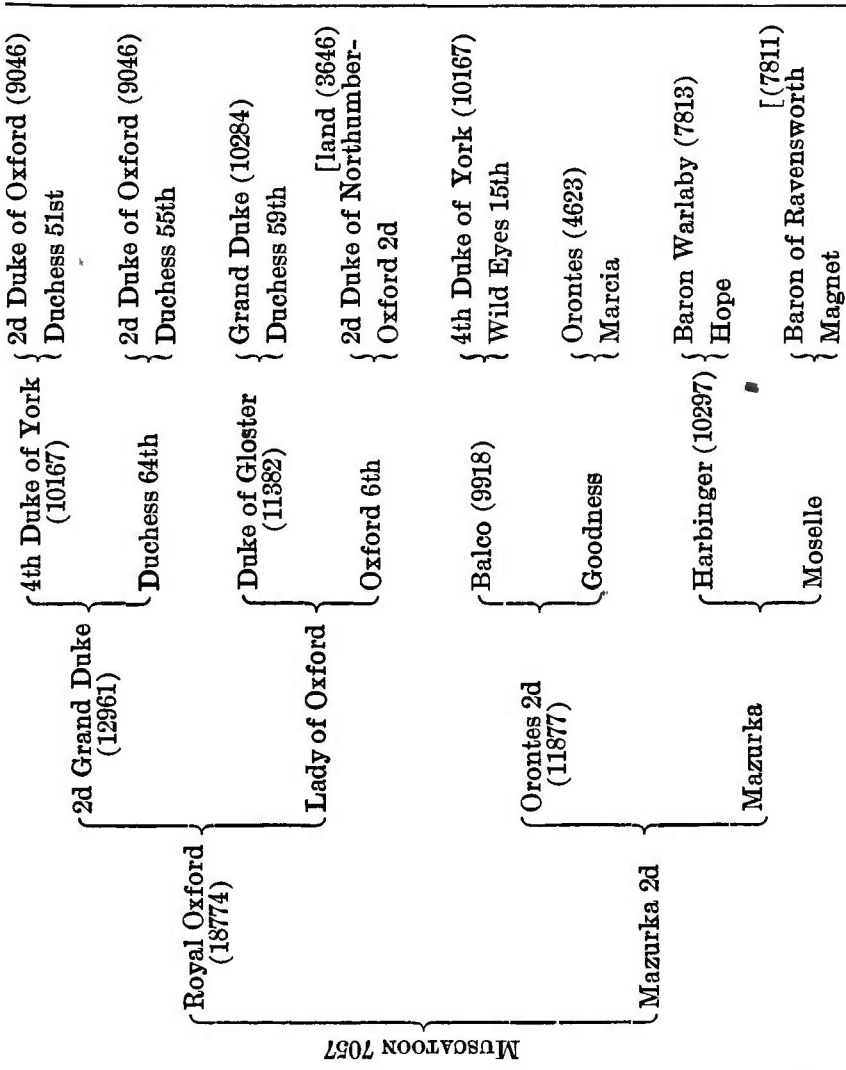 MUSCATOON 7057
Royal Oxford
(18774)
Mazurka 2d
2d Grand Duke
(12961)
Lady of Oxford
Orontes 2d
(11877)
Mazurka
4th Duke of York
(10167)
Duchess 64th
Duke of Gloster
(11382)
Oxford 6th
Balco (9918)
Goodness
Harbinger (10297)
Moselle
2d Duke of Oxford (9046)
Duchess 51st
2d Duke of Oxford (9046)
Duchess 55th
Grand Duke (10284)
Duchess 59th
[land (3646)
2d Duke of Northumber-
Oxford 2d
4th Duke of York (10167)
Wild Eyes 15th
Orontes (4623)
Marcia
Baron Warlaby (7813)
Hope
[(7811)
Baron of Ravensworth
Magnet